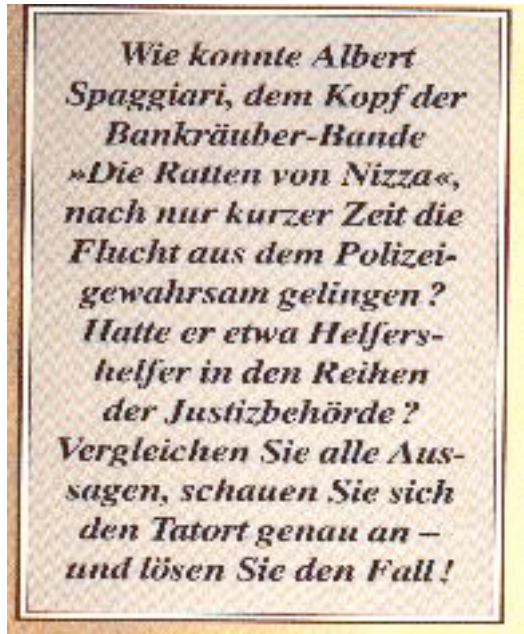 Wie konnte Albert
Spaggiari, dem Kopf der
Bankräuber-Bande
»Die Ratten von Nizza«,
nach nur kurzer Zeit die
Flucht aus dem Polizei-
gewahrsam gelingen?
Hatte er etwa Helfers-
helfer in den Reihen
der Justizbehörde?
Vergleichen Sie alle Aus-
sagen, schauen Sie sich
den Tatort genau an –
und lösen Sie den Fall!